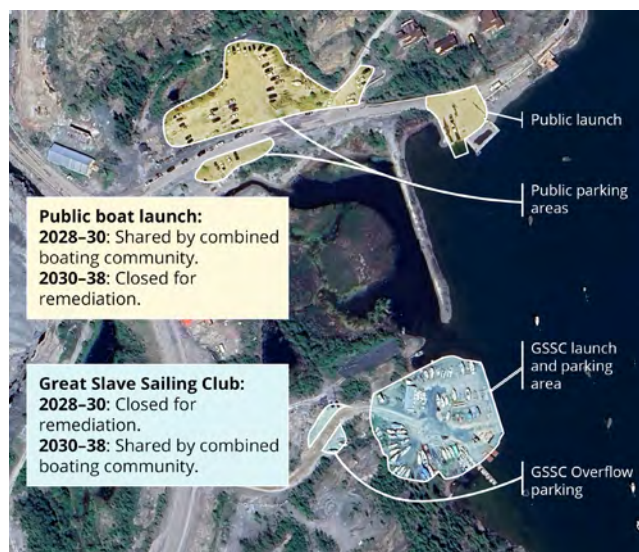 Public launch
Public parking
areas
Public boat launch:
2028–30: Shared by combined
boating community.
2030–38: Closed for
remediation.
GSSC launch
and parking
area
Great Slave Sailing Club:
2028–30: Closed for
remediation.
2030–38: Shared by combined
boating community.
GSSC Overflow
parking